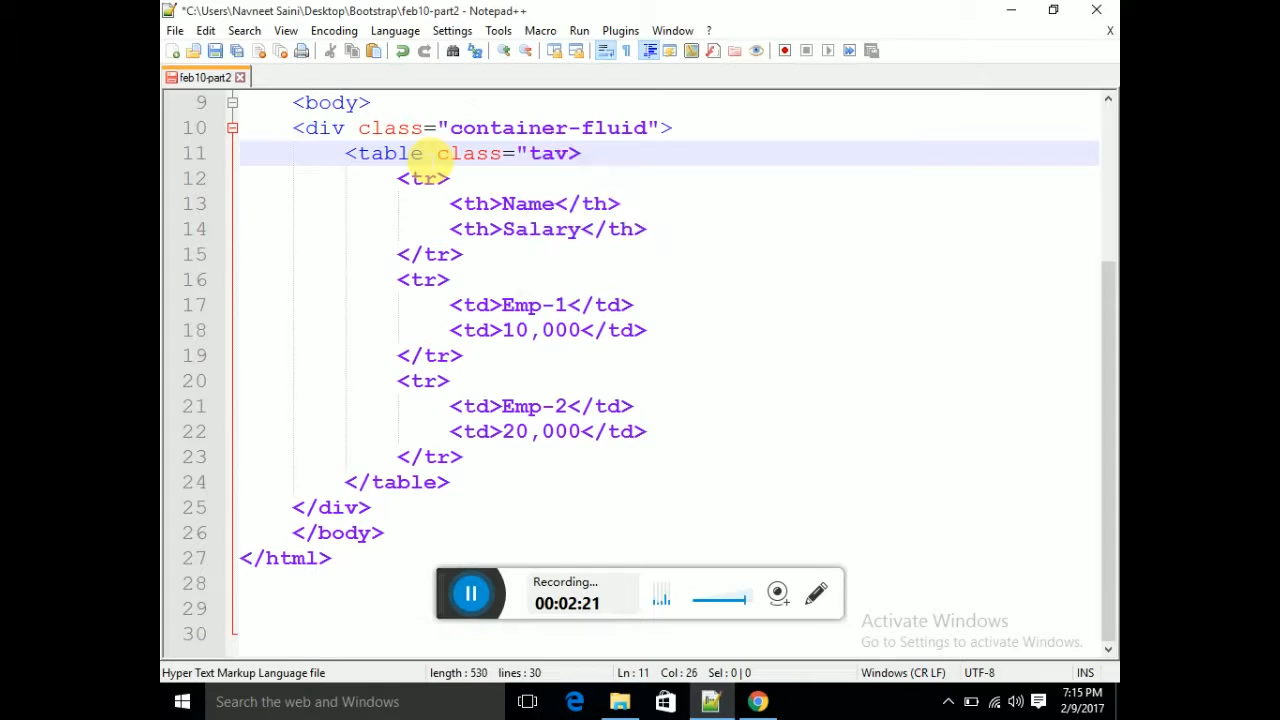 *C:\Users\Navneet Saini\Desktop\Bootstrap\feb10-part2 - Notepad++
File Edit Search View Encoding Language Settings Tools Macro Run Plugins Window ? X
feb10-part2
9 <body>
10 <div class="container-fluid">
11 <table class="tav>
12 <tr>
13 <th>Name</th>
14 <th>Salary</th>
15 </tr>
16 <tr>
17 <td>Emp-1</td>
18 <td>10,000</td>
19 </tr>
20 <tr>
21 <td>Emp-2</td>
22 <td>20,000</td>
23 </tr>
24 </table>
25 </div>
26 </body>
27 </html>
28
29
30
Recording...
00:02:21
Activate Windows
Go to Settings to activate Windows.
Hyper Text Markup Language file length : 530 lines : 30 Ln : 11 Col : 26 Sel : 0 | 0 Windows (CR LF) UTF-8 INS
Search the web and Windows
7:15 PM
2/9/2017